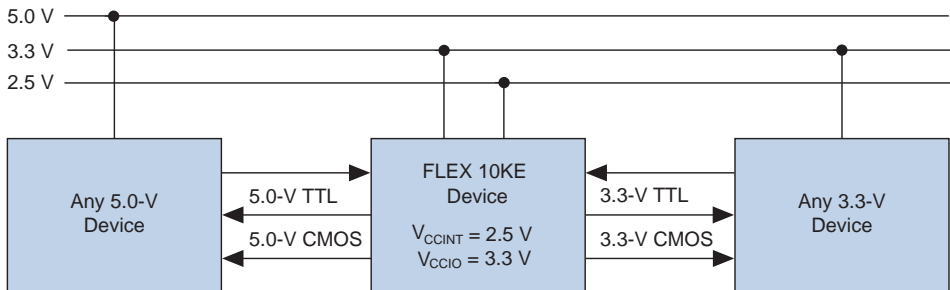 5.0 V
3.3 V
2.5 V
Any 5.0-V
Device
5.0-V TTL
5.0-V CMOS
FLEX 10KE
Device
VCCINT = 2.5 V
VCCIO = 3.3 V
3.3-V TTL
3.3-V CMOS
Any 3.3-V
Device